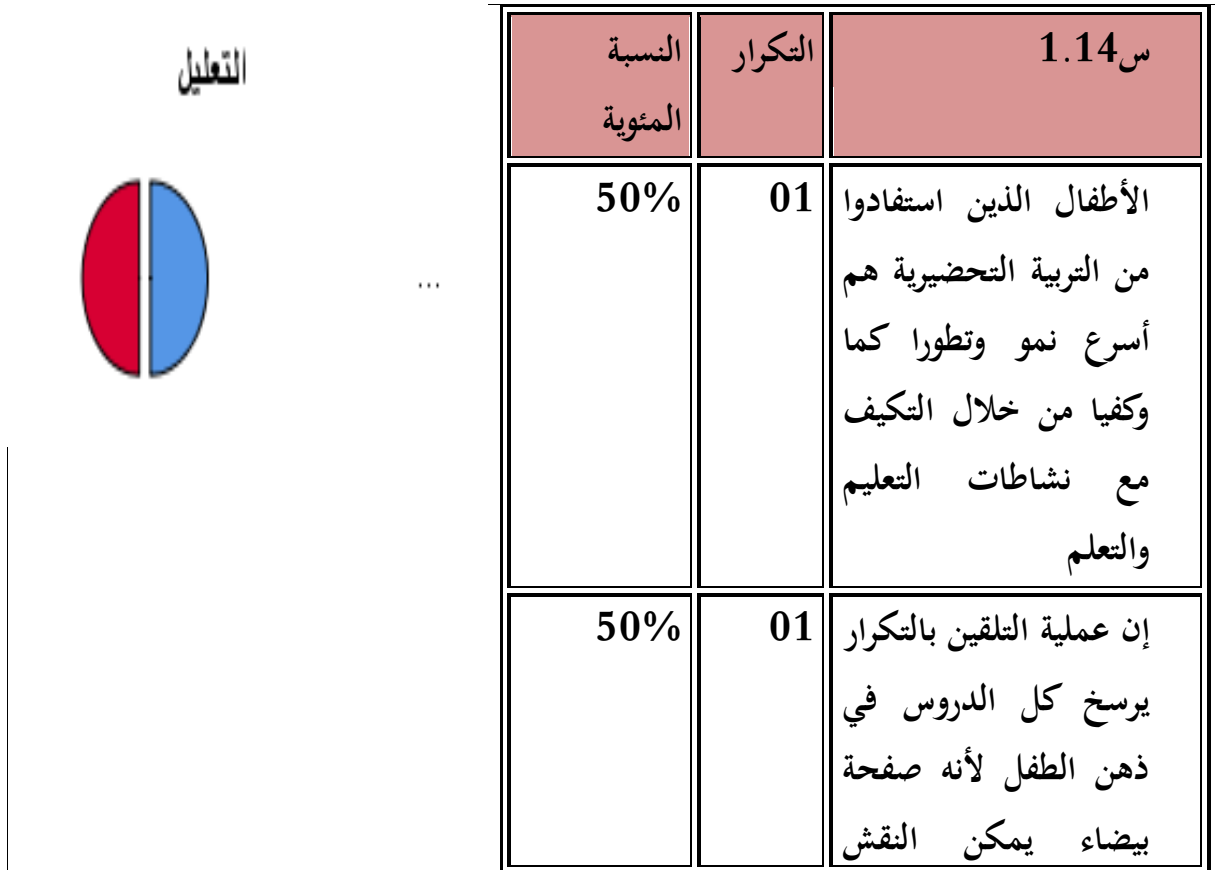 التعليل
...
س1.14
التكرار
النسبة
المئوية
الأطفال الذين استفادوا
من التربية التحضيرية هم
أسرع نمو وتطورا كما
وكفيا من خلال التكيف
مع نشاطات التعليم
والتعلم
01
50%
إن عملية التلقين بالتكرار
يرسخ كل الدروس في
ذهن الطفل لأنه صفحة
بيضاء يمكن النقش
01
50%